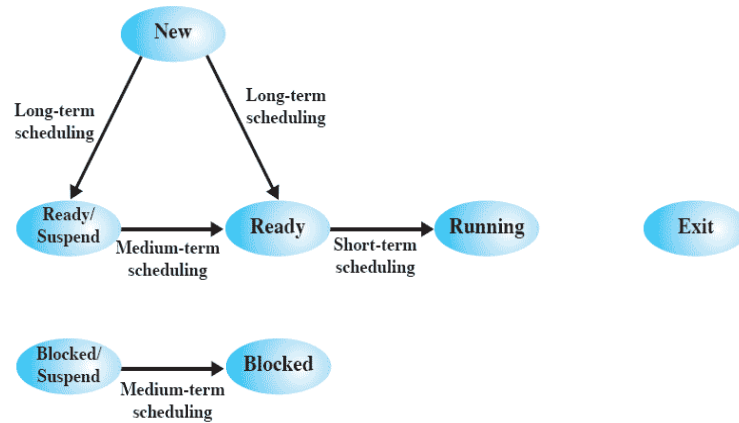 New
Long-term
scheduling
Long-term
scheduling
Ready/
Suspend
Medium-term
scheduling
Ready
Short-term
scheduling
Running
Exit
Blocked/
Suspend
Medium-term
scheduling
Blocked